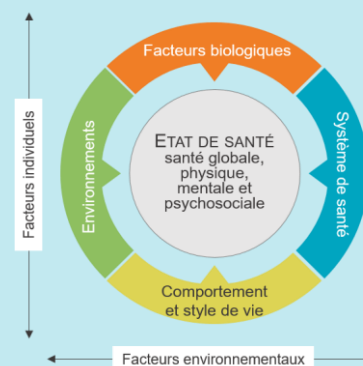 Facteurs biologiques
Facteurs individuels
Environnements
ETAT DE SANTÉ
santé globale,
physique,
mentale et
psychosociale
Système de santé
Comportement
et style de vie
Facteurs environnementaux